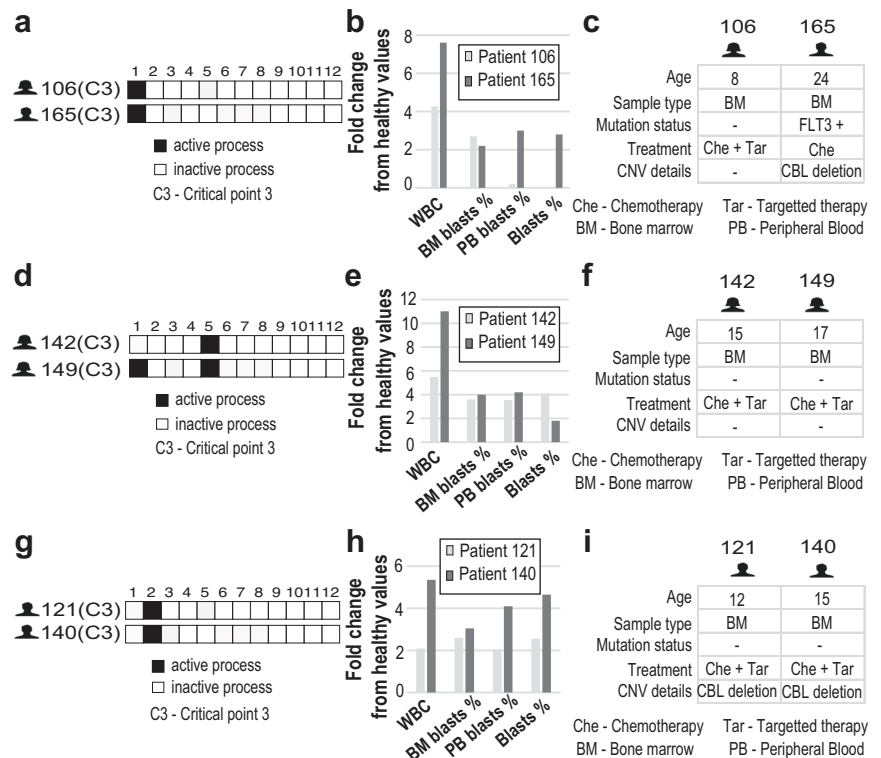 a
1 2 3 4 5 6 7 8 9 10 11 12
106(C3)
165(C3)
active process
inactive process
C3 - Critical point 3
b
Fold change
from healthy values
8
6
4
2
0
Patient 106
Patient 165
WBC
BM blasts %
PB blasts %
Blasts %
c
106 165
Age 8 24
Sample type BM BM
Mutation status - FLT3 +
Treatment Che + Tar Che
CNV details - CBL deletion
Che - Chemotherapy Tar - Targetted therapy
BM - Bone marrow PB - Peripheral Blood
d
1 2 3 4 5 6 7 8 9 10 11 12
142(C3)
149(C3)
active process
inactive process
C3 - Critical point 3
e
Fold change
from healthy values
12
10
8
6
4
2
0
Patient 142
Patient 149
WBC
BM blasts %
PB blasts %
Blasts %
f
142 149
Age 15 17
Sample type BM BM
Mutation status - -
Treatment Che + Tar Che + Tar
CNV details - -
Che - Chemotherapy Tar - Targetted therapy
BM - Bone marrow PB - Peripheral Blood
g
1 2 3 4 5 6 7 8 9 10 11 12
121(C3)
140(C3)
active process
inactive process
C3 - Critical point 3
h
Fold change
from healthy values
6
4
2
0
Patient 121
Patient 140
WBC
BM blasts %
PB blasts %
Blasts %
i
121 140
Age 12 15
Sample type BM BM
Mutation status - -
Treatment Che + Tar Che + Tar
CNV details CBL deletion CBL deletion
Che - Chemotherapy Tar - Targetted therapy
BM - Bone marrow PB - Peripheral Blood